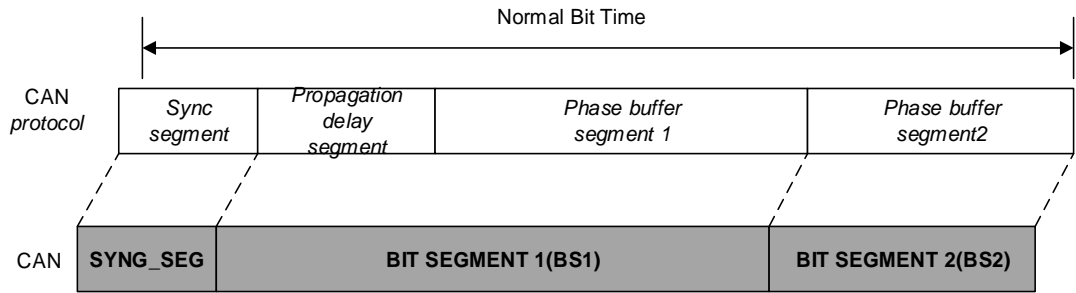 Normal Bit Time
CAN
protocol
Sync
segment
Propagation
delay
segment
Phase buffer
segment 1
Phase buffer
segment2
CAN
SYNG_SEG
BIT SEGMENT 1(BS1)
BIT SEGMENT 2(BS2)